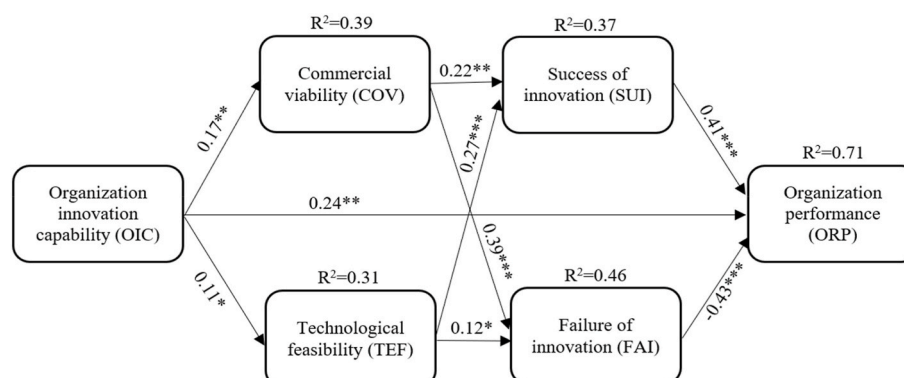 R²=0.39
R²=0.37
Commercial
viability (COV)
0.22**
Success of
innovation (SUI)
0.17**
0.27***
0.41***
R²=0.71
Organization
innovation
capability (OIC)
0.24**
Organization
performance
(ORP)
0.11*
0.39***
-0.43***
R²=0.31
R²=0.46
Technological
feasibility (TEF)
0.12*
Failure of
innovation (FAI)